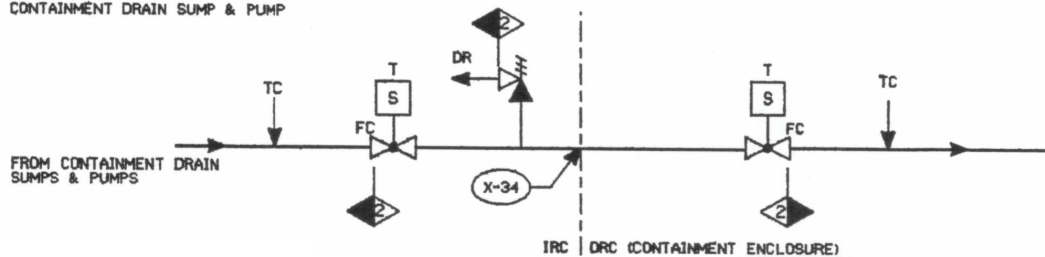 CONTAINMENT DRAIN SUMP & PUMP
2
DR
T
T
TC
S
S
TC
FC
FC
FROM CONTAINMENT DRAIN
SUMPS & PUMPS
X-34
2
2
IRC
ORC (CONTAINMENT ENCLOSURE)